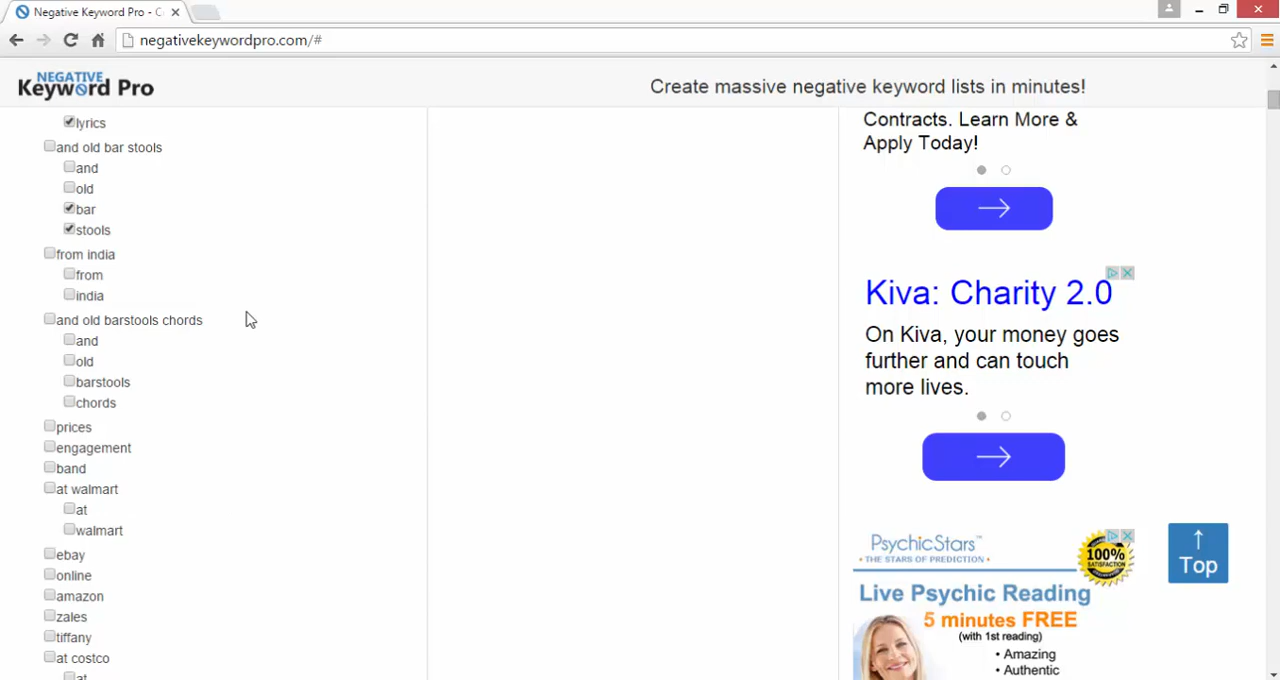 Negative Keyword Pro - C
negativekeywordpro.com/#
NEGATIVE
Keyword Pro
Create massive negative keyword lists in minutes!
lyrics
and old bar stools
and
old
bar
stools
from india
from
india
and old barstools chords
and
old
barstools
chords
prices
engagement
band
at walmart
at
walmart
ebay
online
amazon
zales
tiffany
at costco
at
Contracts. Learn More &
Apply Today!
Kiva: Charity 2.0
On Kiva, your money goes
further and can touch
more lives.
PsychicStars™
• THE STARS OF PREDICTION •
100%
SATISFACTION
Live Psychic Reading
5 minutes FREE
(with 1st reading)
• Amazing
• Authentic
Top